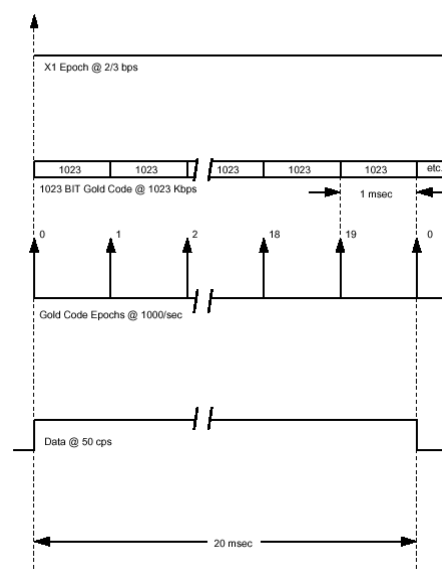 X1 Epoch @ 2/3 bps
1023 1023 1023 1023 1023 etc.
1023 BIT Gold Code @ 1023 Kbps
1 msec
0 1 2 18 19 0
Gold Code Epochs @ 1000/sec
Data @ 50 cps
20 msec